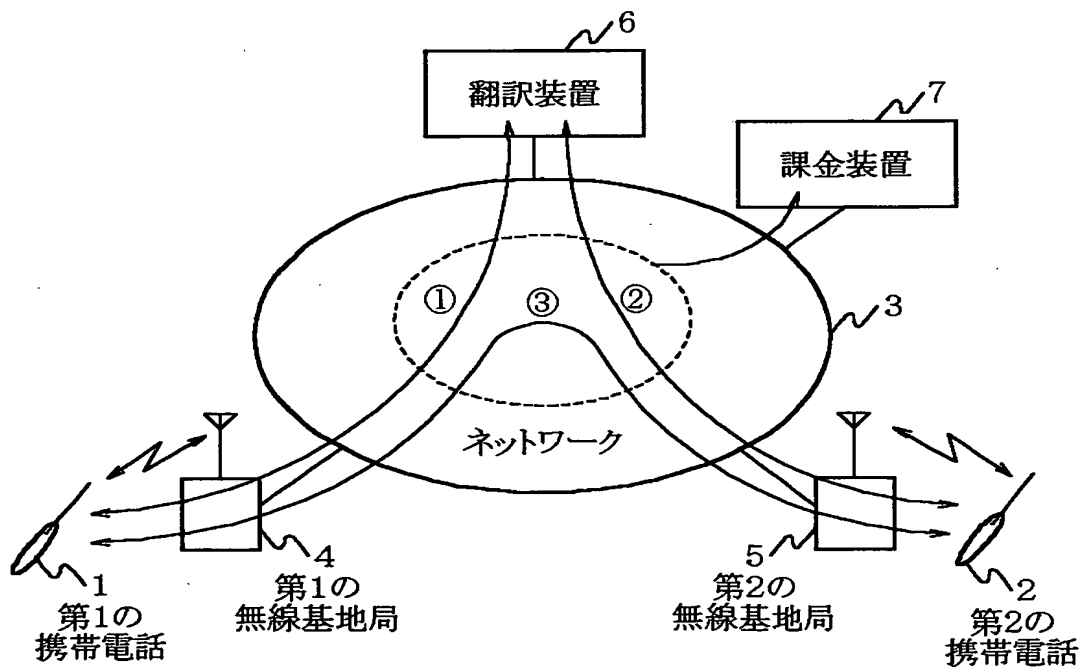 6
翻訳装置
7
課金装置
① ③ ②
3
ネットワーク
4
第1の
無線基地局
5
第2の
無線基地局
1
第1の
携帯電話
2
第2の
携帯電話